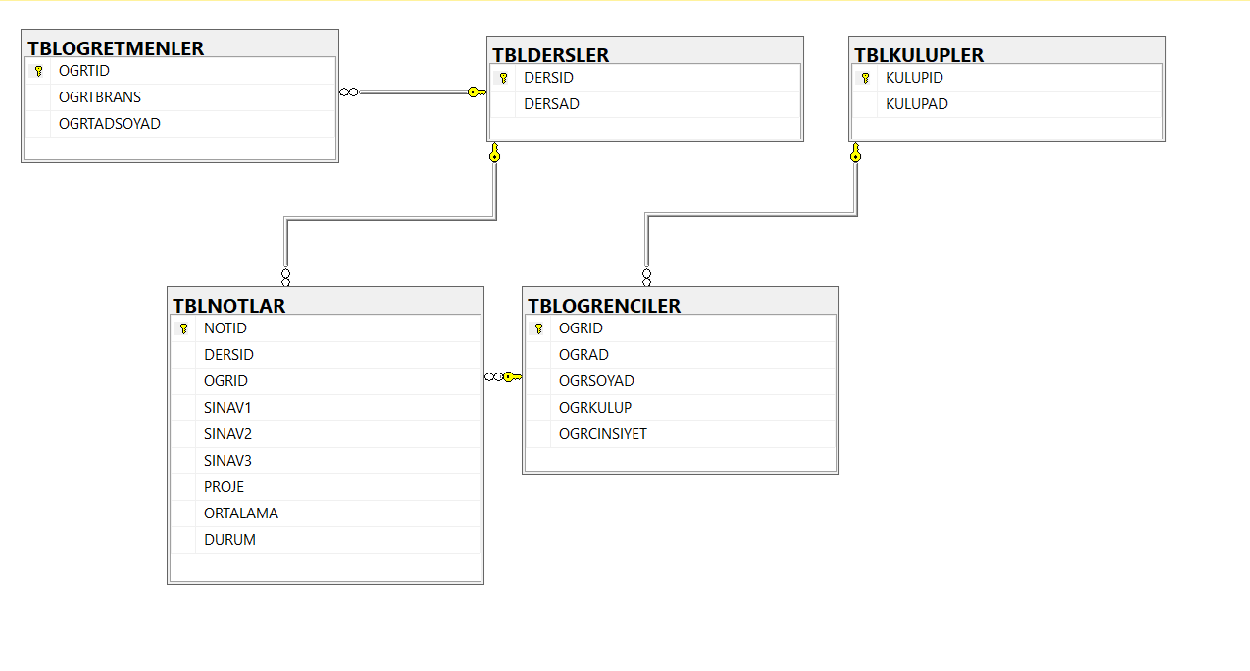 TBLOGRETMENLER
OGRTID
OGRTBRANS
OGRTADSOYAD
TBLDERSLER
DERSID
DERSAD
TBLKULUPLER
KULUPID
KULUPAD
TBLNOTLAR
NOTID
DERSID
OGRID
SINAV1
SINAV2
SINAV3
PROJE
ORTALAMA
DURUM
TBLOGRENCILER
OGRID
OGRAD
OGRSOYAD
OGRKULUP
OGRCINSIYET